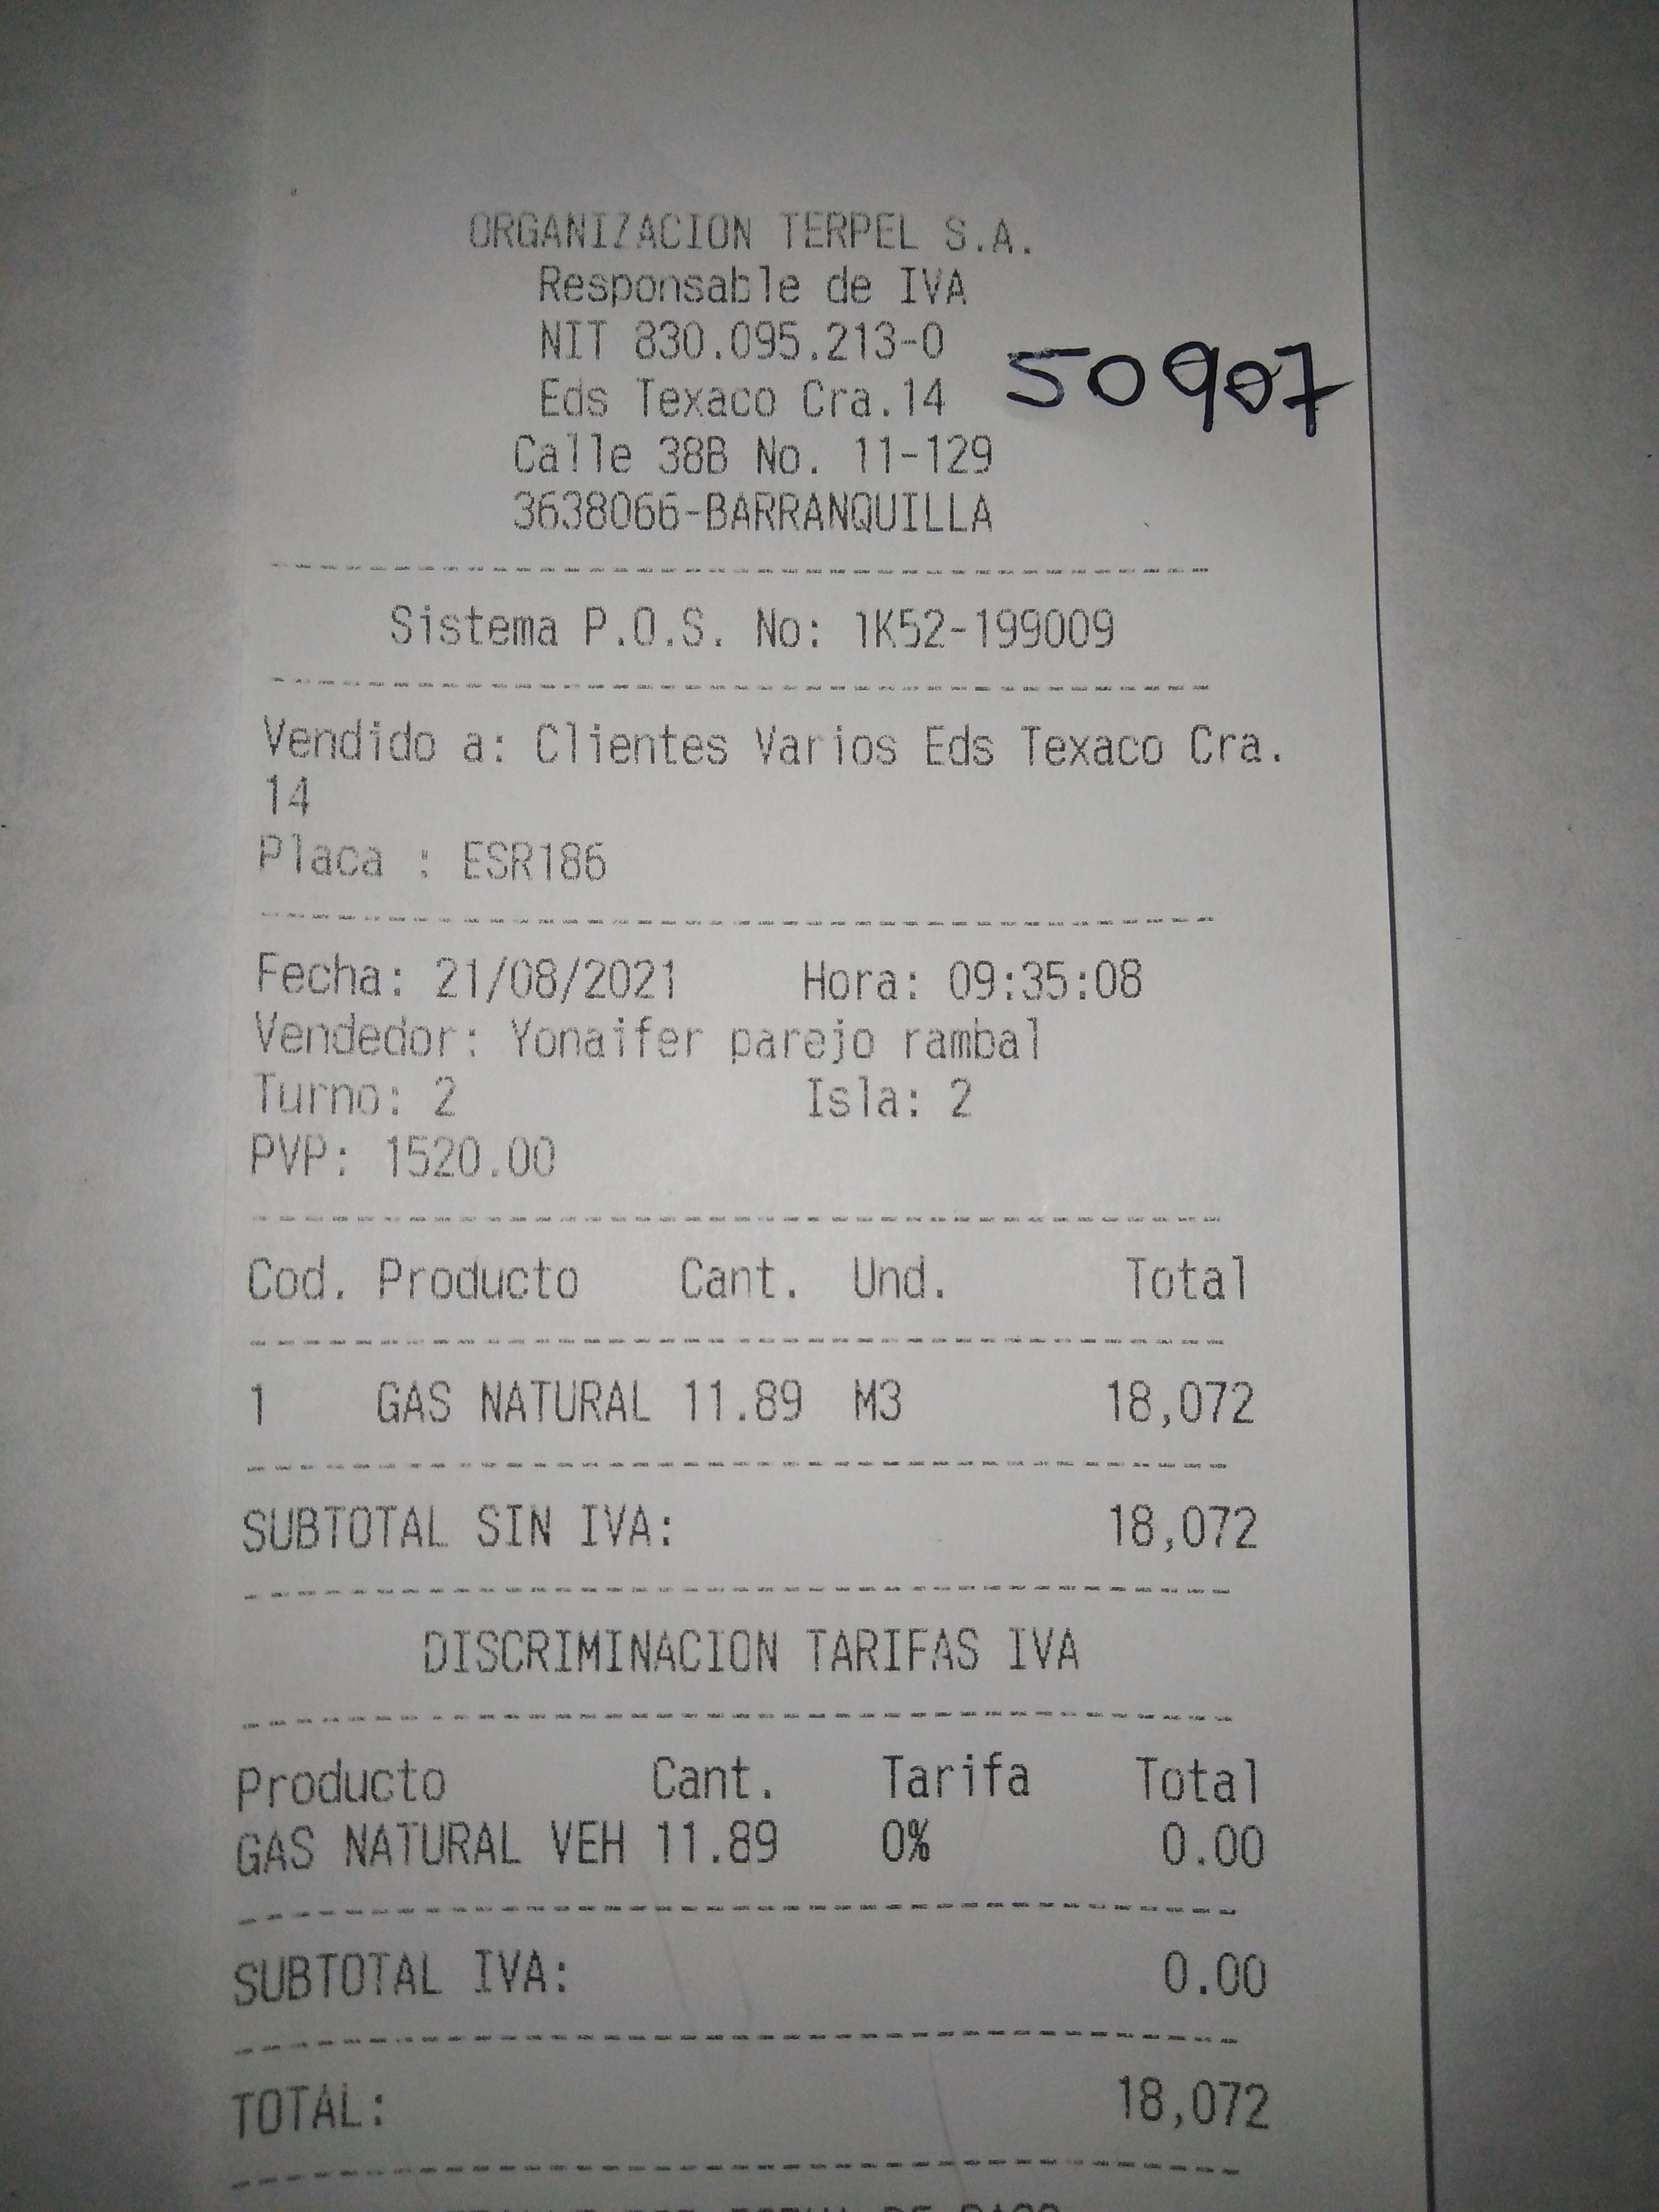 ORGANIZACION TERPEL S.A.
Responsable de IVA
NIT 830.095.213-0
50907
Eds Texaco Cra.14
Calle 38B No. 11-129
3638066-BARRANQUILLA
Sistema P.O.S. No: 1K52-199009
Vendido a: Clientes Varios Eds Texaco Cra.
14
Placa : ESR186
Fecha: 21/08/2021 Hora: 09:35:08
Vendedor: Yonaifer parejo rambal
Turno: 2 Isla: 2
PVP: 1520.00
Cod. Producto Cant. Und. Total
1 GAS NATURAL 11.89 M3 18,072
SUBTOTAL SIN IVA: 18,072
DISCRIMINACION TARIFAS IVA
Producto Cant. Tarifa Total
GAS NATURAL VEH 11.89 0% 0.00
SUBTOTAL IVA: 0.00
TOTAL: 18,072